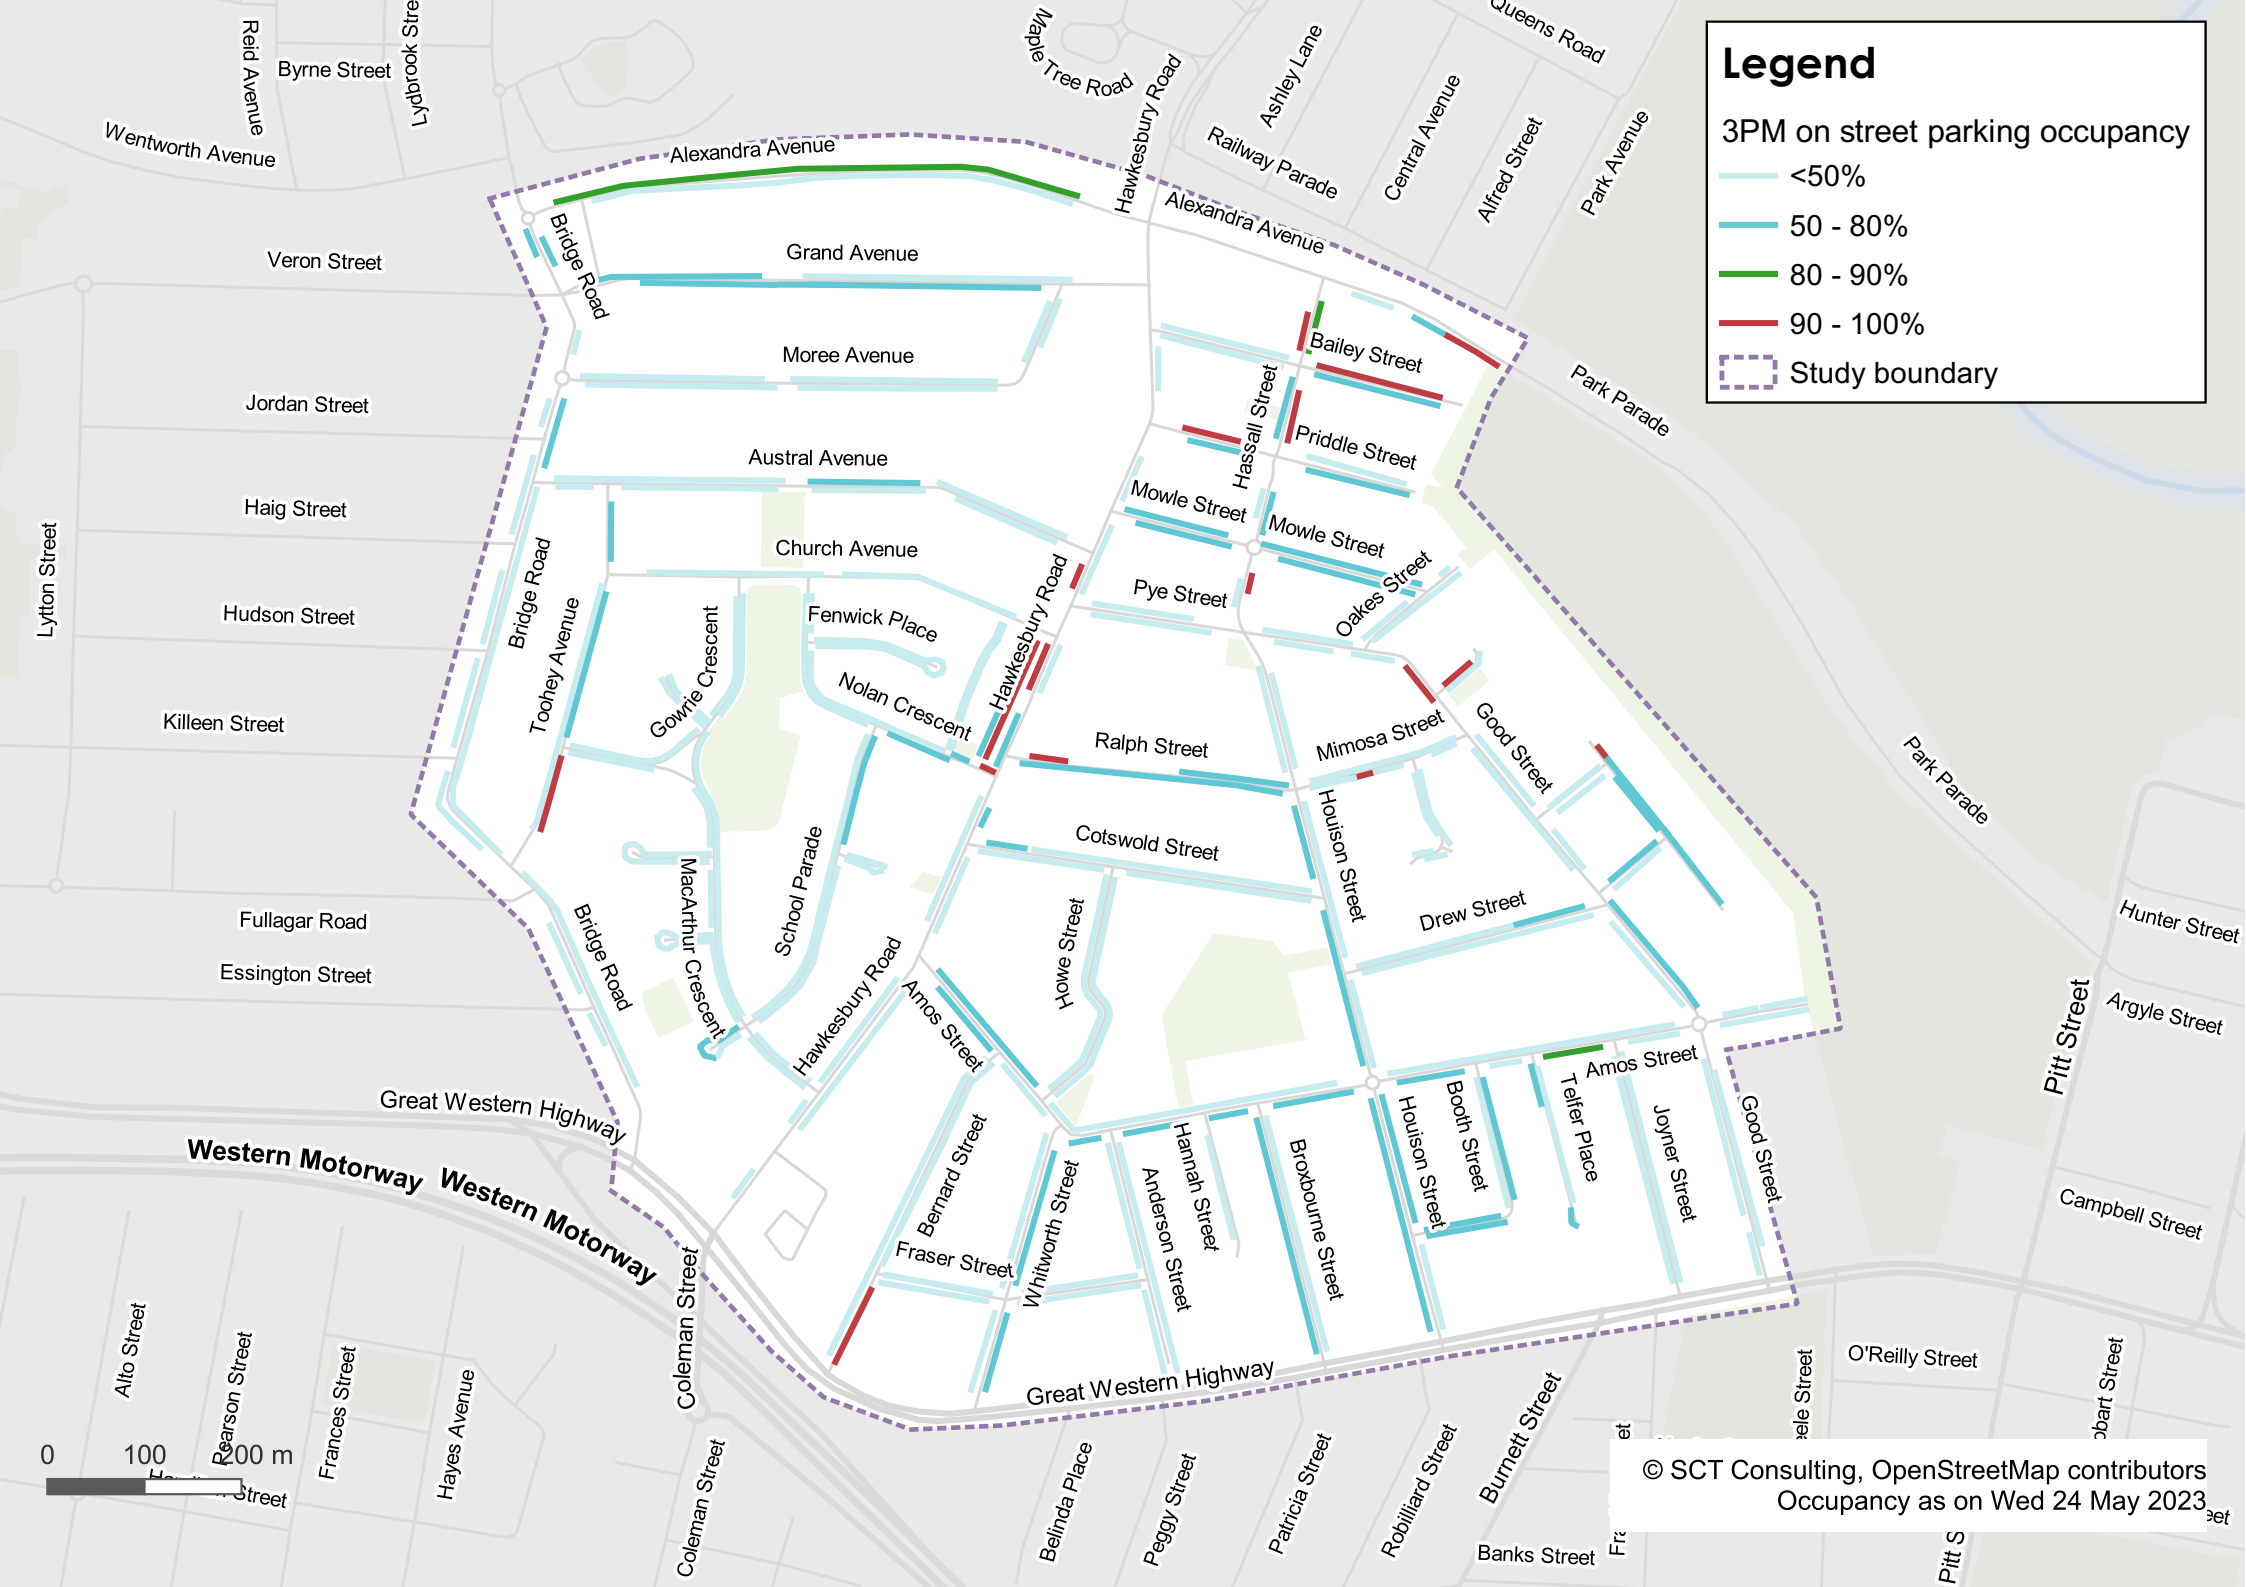 Legend
3PM on street parking occupancy
<50%
50 - 80%
80 - 90%
90 - 100%
Study boundary
Reid Avenue
Byrne Street
Wentworth Avenue
Maple Tree Road
Hawkesbury Road
Ashley Lane
Queens Road
Railway Parade
Central Avenue
Alfred Street
Park Avenue
Alexandra Avenue
Alexandra Avenue
Veron Street
Bridge Road
Grand Avenue
Moree Avenue
Bailey Street
Park Parade
Jordan Street
Austral Avenue
Hassall Street
Priddle Street
Haig Street
Mowle Street
Mowle Street
Lytton Street
Church Avenue
Hawkesbury Road
Pye Street
Oakes Street
Bridge Road
Hudson Street
Toohey Avenue
Gowrie Crescent
Fenwick Place
Nolan Crescent
Killeen Street
Ralph Street
Mimosa Street
Good Street
Park Parade
Houison Street
Cotswold Street
MacArthur Crescent
School Parade
Fullagar Road
Bridge Road
Howe Street
Drew Street
Hunter Street
Essington Street
Hawkesbury Road
Amos Street
Argyle Street
Pitt Street
Great Western Highway
Amos Street
Western Motorway
Western Motorway
Bernard Street
Fraser Street
Whitworth Street
Anderson Street
Hannah Street
Broxbourne Street
Houison Street
Booth Street
Telfer Place
Joyner Street
Good Street
Campbell Street
Coleman Street
Great Western Highway
Alto Street
Pearson Street
Frances Street
Hayes Avenue
O'Reilly Street
Coleman Street
Belinda Place
Peggy Street
Patricia Street
Robilliard Street
Burnett Street
Banks Street
0 100 200 m
© SCT Consulting, OpenStreetMap contributors
Occupancy as on Wed 24 May 2023